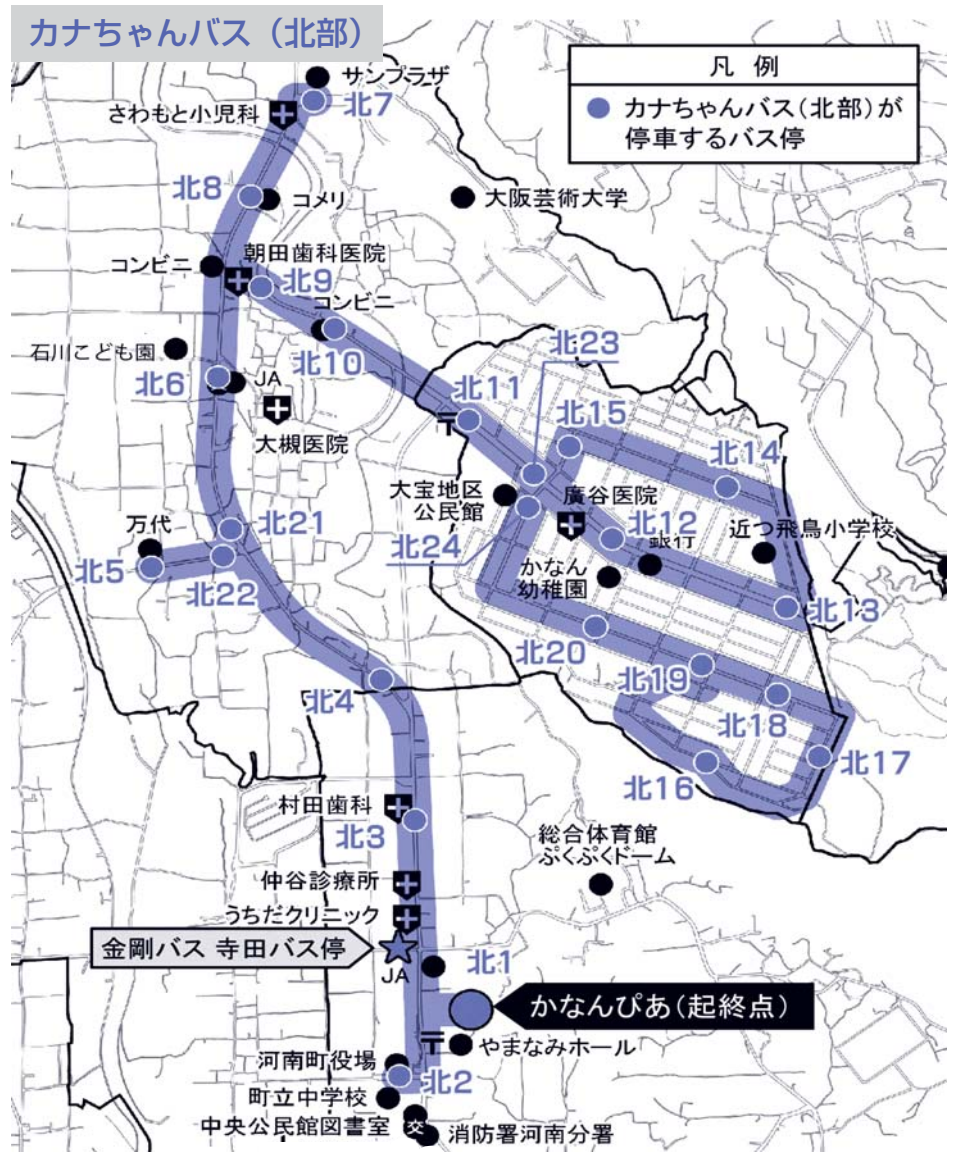 カナちゃんバス（北部）
凡 例
カナちゃんバス（北部）が
停車するバス停
サンプラザ
北7
さわもと小児科
北8
コメリ
大阪芸術大学
朝田歯科医院
コンビニ
北9
コンビニ
北10
石川こども園
北6
JA
大槻医院
北23
北11
〒
北15
北14
大宝地区
公民館
廣谷医院
北12
銀行
近つ飛鳥小学校
北24
かなん
幼稚園
北13
万代
北21
北5
北22
北20
北19
北18
北4
北17
北16
村田歯科
北3
総合体育館
ぷくぷくドーム
仲谷診療所
うちだクリニック
金剛バス 寺田バス停
JA
北1
かなんぴあ（起終点）
〒
やまなみホール
河南町役場
北2
町立中学校
中央公民館図書室
交
消防署河南分署